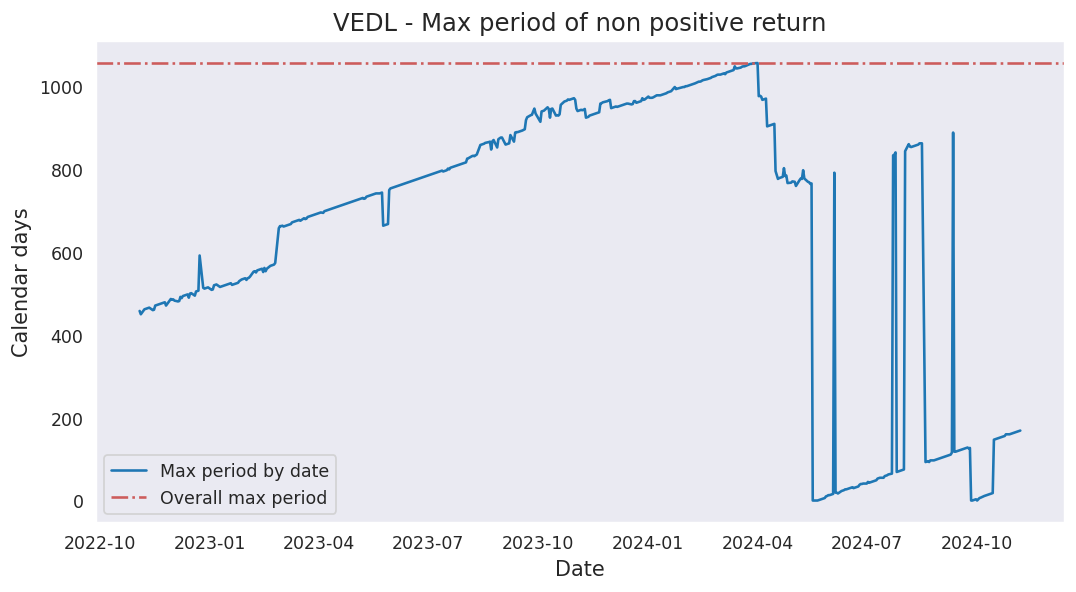 VEDL - Max period of non positive return
1000
800
600
400
200
0
Calendar days
Max period by date
Overall max period
2022-10 2023-01 2023-04 2023-07 2023-10 2024-01 2024-04 2024-07 2024-10
Date